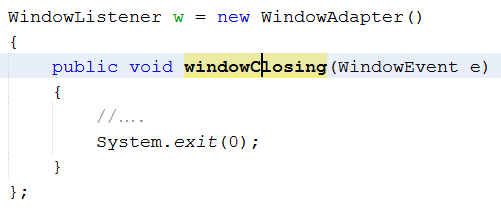 WindowListener w = new WindowAdapter()
{
    public void windowClosing(WindowEvent e)
    {
        //....
        System.exit(0);
    }
};